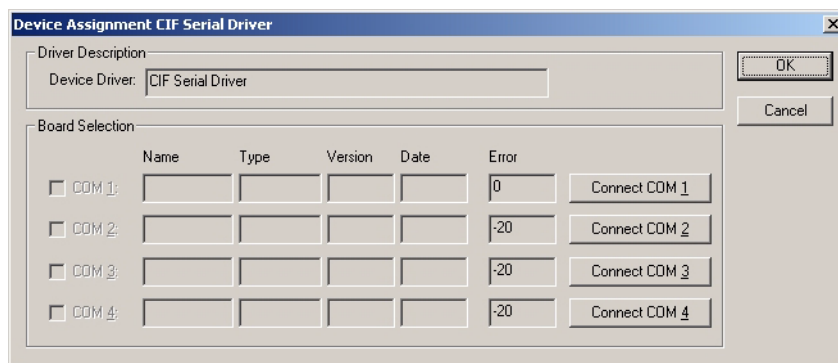 Device Assignment CIF Serial Driver
Driver Description
Device Driver: CIF Serial Driver
OK
Cancel
Board Selection
Name Type Version Date Error
COM 1: 0 Connect COM 1
COM 2: -20 Connect COM 2
COM 3: -20 Connect COM 3
COM 4: -20 Connect COM 4